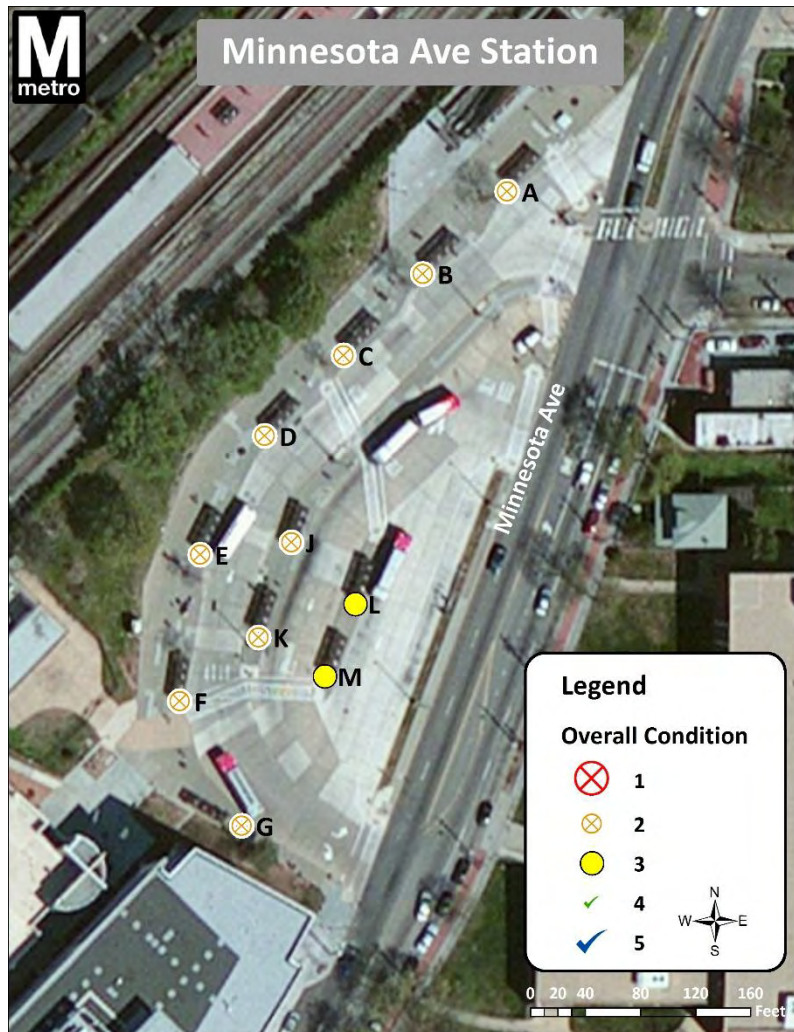 M
metro
Minnesota Ave Station
A
B
C
D
Minnesota Ave
E
J
L
K
M
F
G
Legend
Overall Condition
1
2
3
4
5
N
W E
S
0 20 40 80 120 160
Feet